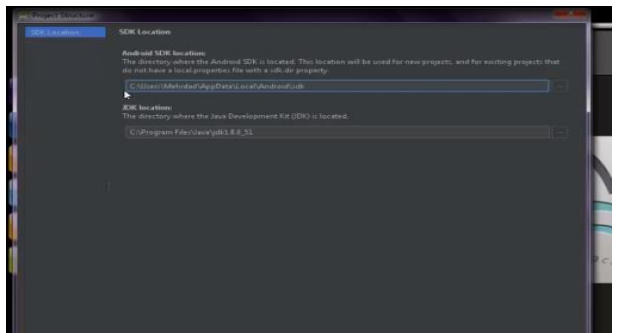 Project Structure
SDK Location
SDK Location
Android SDK location:
The directory where the Android SDK is located. This location will be used for new projects, and for existing projects that
do not have a local.properties file with a sdk.dir property.
C:\Users\Mehrdad\AppData\Local\Android\sdk
JDK location:
The directory where the Java Development Kit (JDK) is located.
C:\Program Files\Java\jdk1.8.0_51